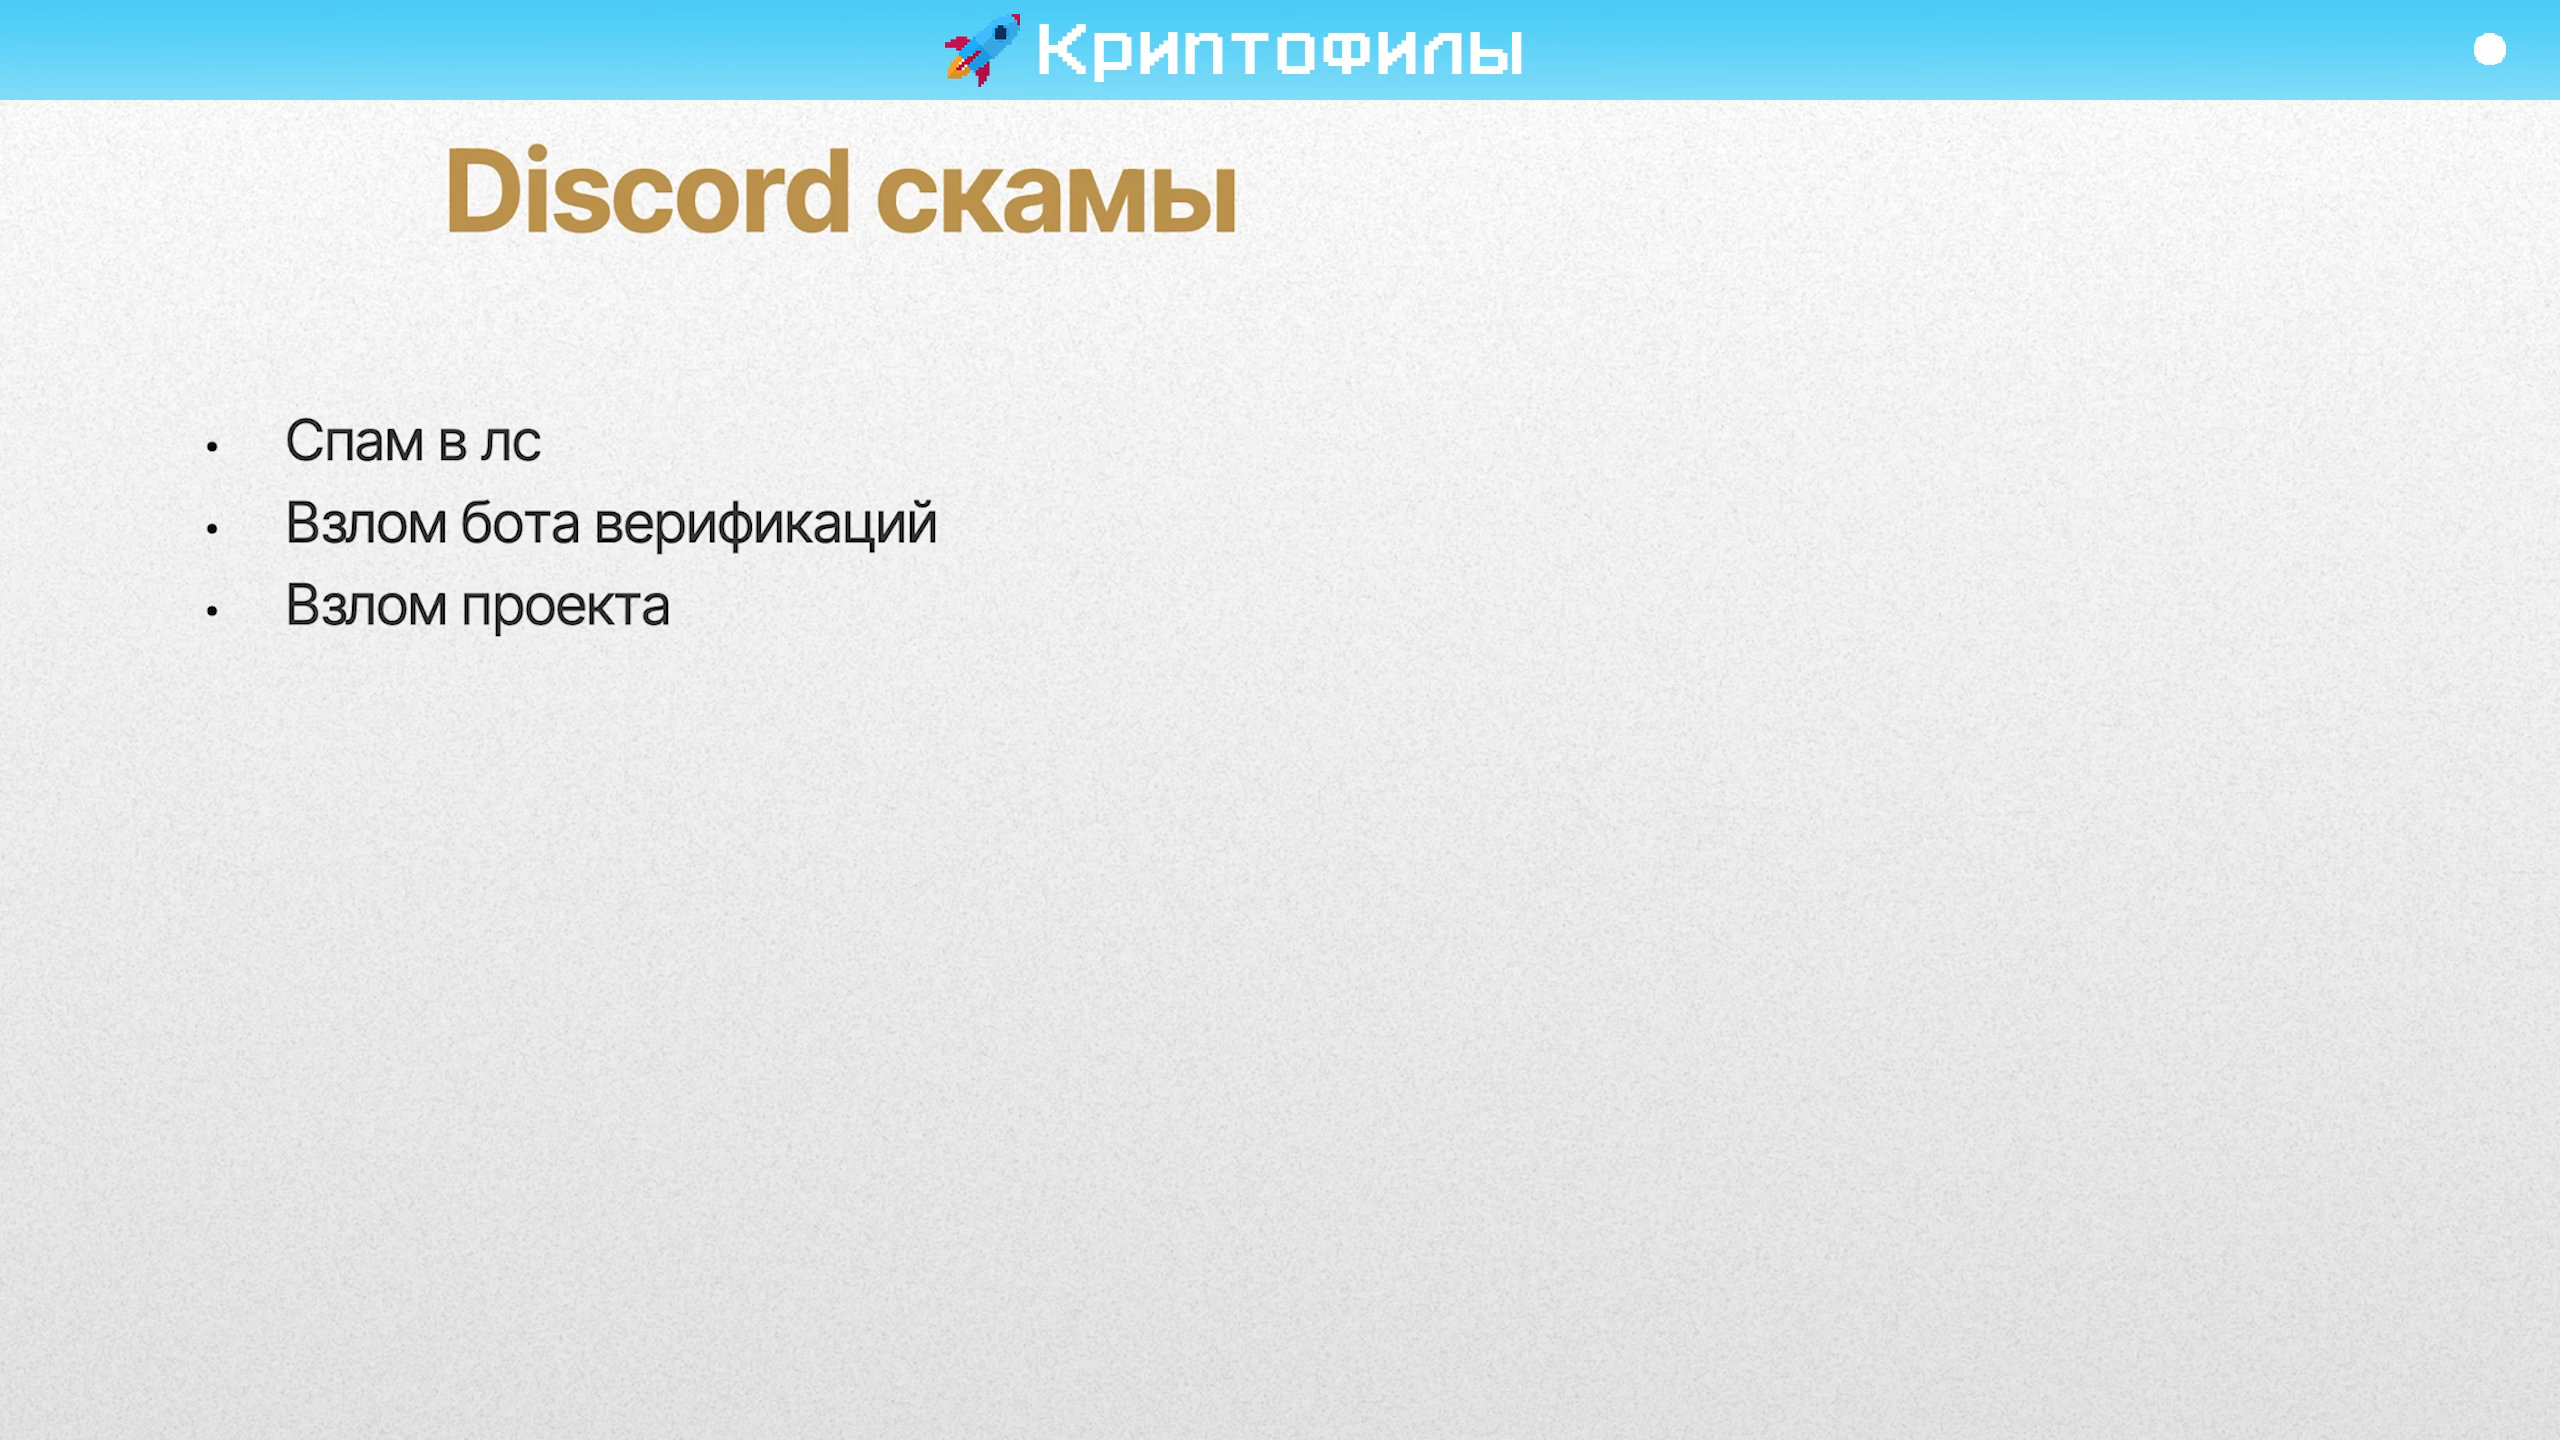 Криптофилы
Discord скамы
• Спам в лс
• Взлом бота верификаций
• Взлом проекта